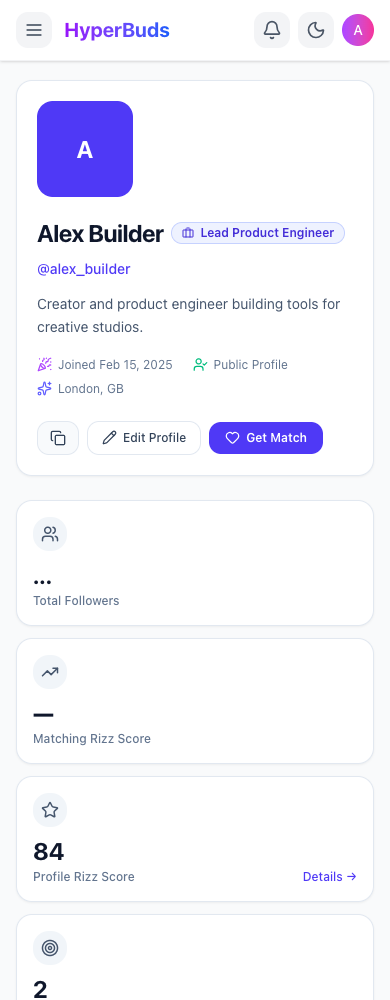 HyperBuds
A
A
Alex Builder
Lead Product Engineer
@alex_builder
Creator and product engineer building tools for
creative studios.
Joined Feb 15, 2025
Public Profile
London, GB
Edit Profile
Get Match
...
Total Followers
—
Matching Rizz Score
84
Profile Rizz Score
Details →
2